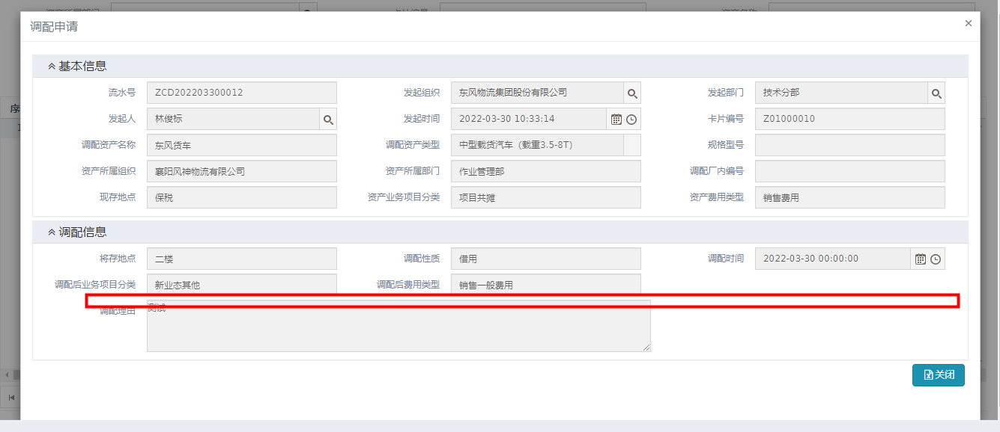 调配申请
×
基本信息
流水号 ZCD202203300012 发起组织 东风物流集团股份有限公司 发起部门 技术分部
发起人 林俊标 发起时间 2022-03-30 10:33:14 卡片编号 Z01000010
调配资产名称 东风货车 调配资产类型 中型载货汽车（载重3.5-8T） 规格型号
资产所属组织 襄阳风神物流有限公司 资产所属部门 作业管理部 调配厂内编号
现存地点 保税 资产业务项目分类 项目共摊 资产费用类型 销售费用
调配信息
将存地点 二楼 调配性质 借用 调配时间 2022-03-30 00:00:00
调配后业务项目分类 新业态其他 调配后费用类型 销售一般费用
调配理由 测试
关闭